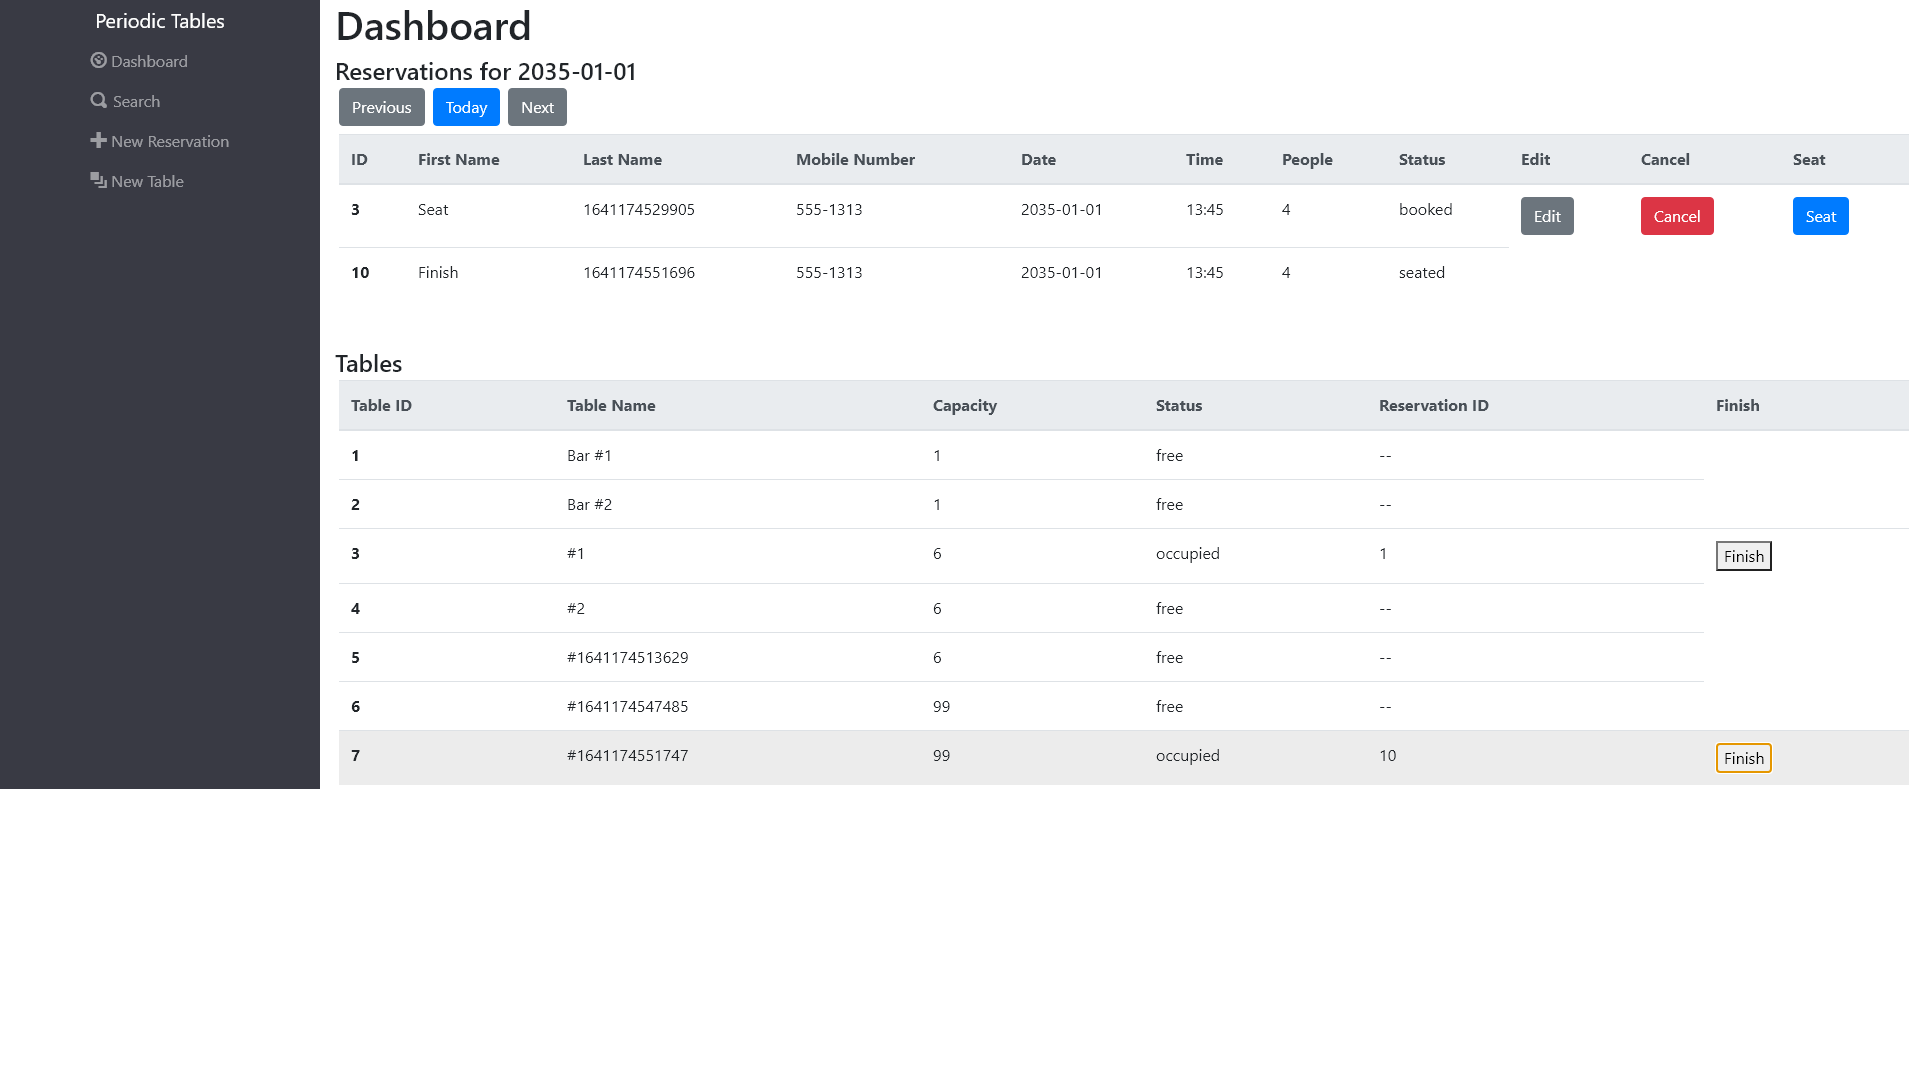 Periodic Tables
Dashboard
Search
New Reservation
New Table
Dashboard
Reservations for 2035-01-01
Previous Today Next
ID First Name Last Name Mobile Number Date Time People Status Edit Cancel Seat
3 Seat 1641174529905 555-1313 2035-01-01 13:45 4 booked Edit Cancel Seat
10 Finish 1641174551696 555-1313 2035-01-01 13:45 4 seated
Tables
Table ID Table Name Capacity Status Reservation ID Finish
1 Bar #1 1 free --
2 Bar #2 1 free --
3 #1 6 occupied 1 Finish
4 #2 6 free --
5 #1641174513629 6 free --
6 #1641174547485 99 free --
7 #1641174551747 99 occupied 10 Finish